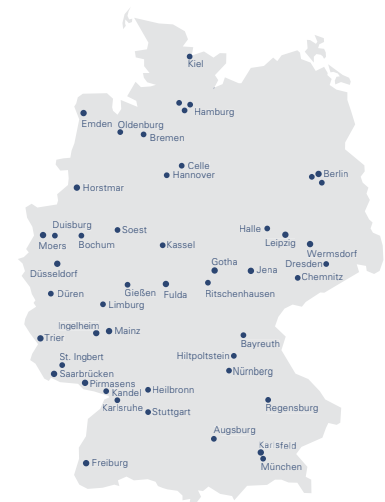 Kiel
Hamburg
Emden
Oldenburg
Bremen
Celle
Hannover
Berlin
Horstmar
Duisburg
Soest
Halle
Moers
Bochum
Kassel
Leipzig
Wermsdorf
Düsseldorf
Gotha
Dresden
Jena
Chemnitz
Düren
Gießen
Fulda
Ritschenhausen
Limburg
Ingelheim
Mainz
Trier
Bayreuth
St. Ingbert
Hiltpoltstein
Saarbrücken
Nürnberg
Pirmasens
Kandel
Heilbronn
Karlsruhe
Stuttgart
Regensburg
Augsburg
Karlsfeld
Freiburg
München